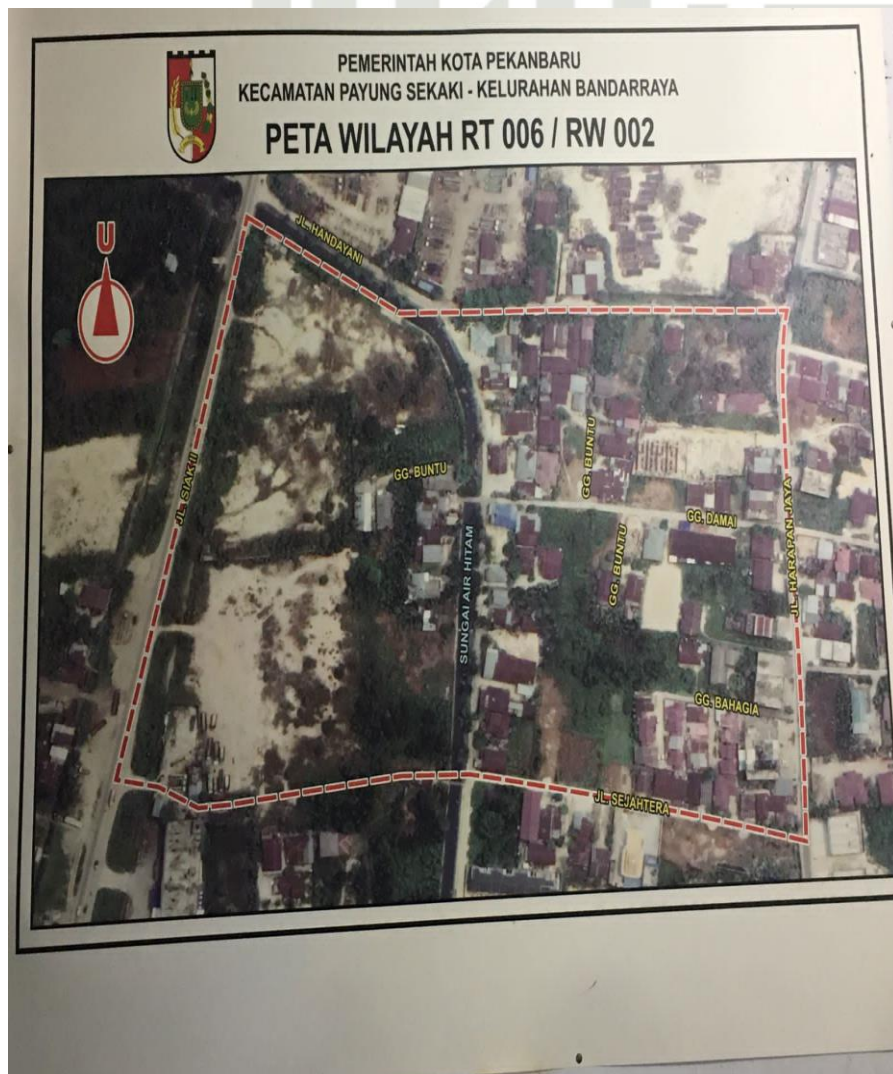 PEMERINTAH KOTA PEKANBARU
KECAMATAN PAYUNG SEKAKI - KELURAHAN BANDARRAYA
PETA WILAYAH RT 006 / RW 002
U
JL. HANDAYANI
JL. SIAK II
GG. BUNTU
GG. BUNTU
GG. DAMAI
GG. BUNTU
SUNGAI AIR HITAM
JL. HARAPAN JAYA
GG. BAHAGIA
JL. SEJAHTERA